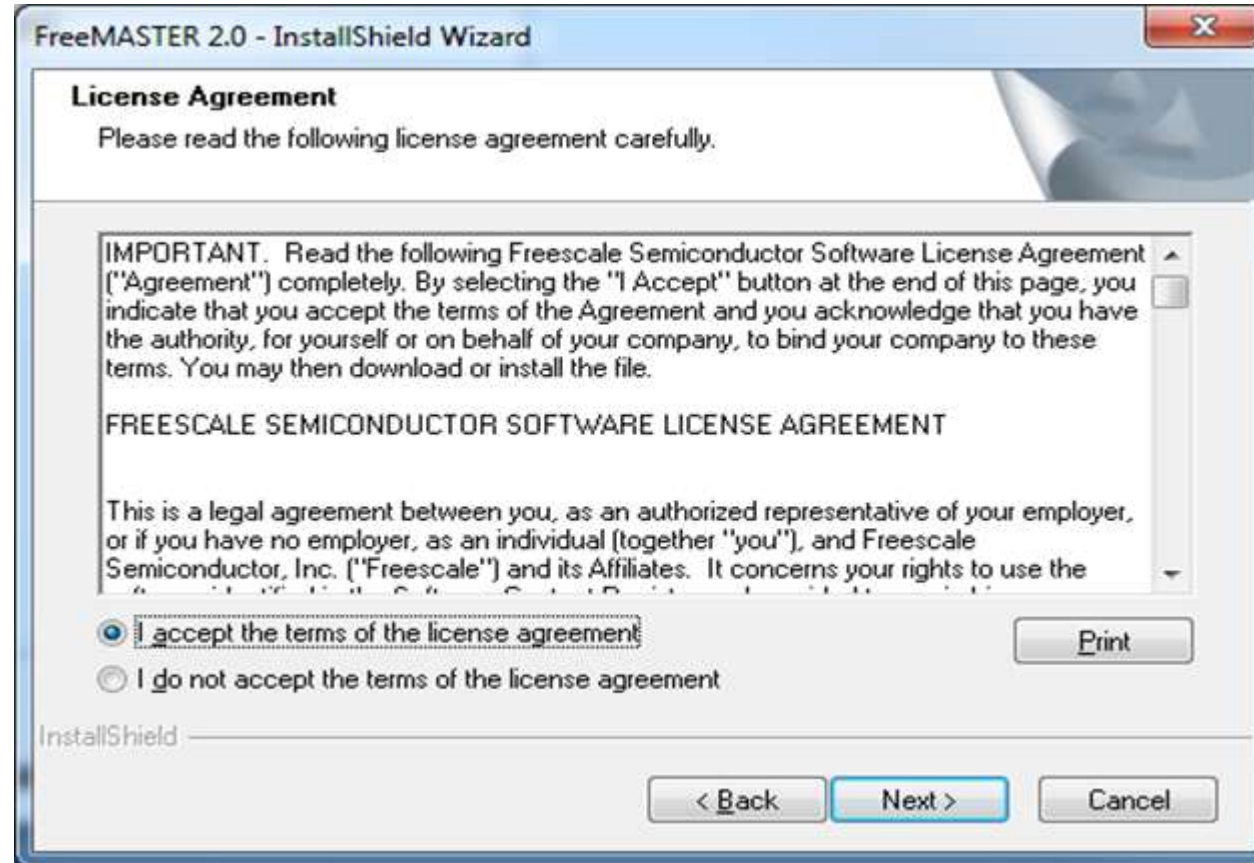 FreeMASTER 2.0 - InstallShield Wizard
License Agreement
Please read the following license agreement carefully.
IMPORTANT.  Read the following Freescale Semiconductor Software License Agreement
("Agreement") completely. By selecting the "I Accept" button at the end of this page, you
indicate that you accept the terms of the Agreement and you acknowledge that you have
the authority, for yourself or on behalf of your company, to bind your company to these
terms. You may then download or install the file.
FREESCALE SEMICONDUCTOR SOFTWARE LICENSE AGREEMENT
This is a legal agreement between you, as an authorized representative of your employer,
or if you have no employer, as an individual (together "you"), and Freescale
Semiconductor, Inc. ("Freescale") and its Affiliates.  It concerns your rights to use the
I accept the terms of the license agreement
Print
I do not accept the terms of the license agreement
InstallShield
< Back
Next >
Cancel